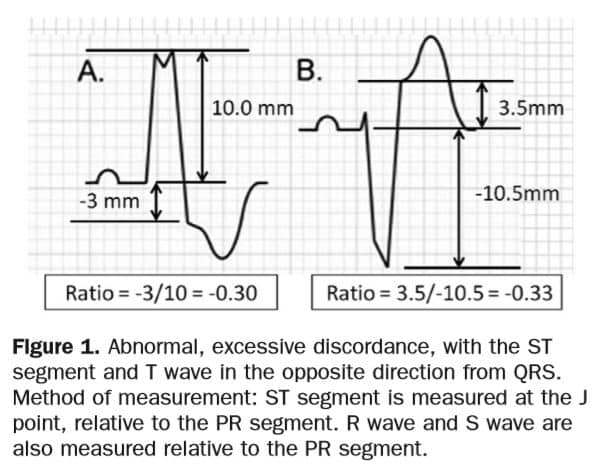 A.
B.
10.0 mm
3.5mm
-3 mm
-10.5mm
Ratio = -3/10 = -0.30
Ratio = 3.5/-10.5 = -0.33
Figure 1. Abnormal, excessive discordance, with the ST
segment and T wave in the opposite direction from QRS.
Method of measurement: ST segment is measured at the J
point, relative to the PR segment. R wave and S wave are
also measured relative to the PR segment.